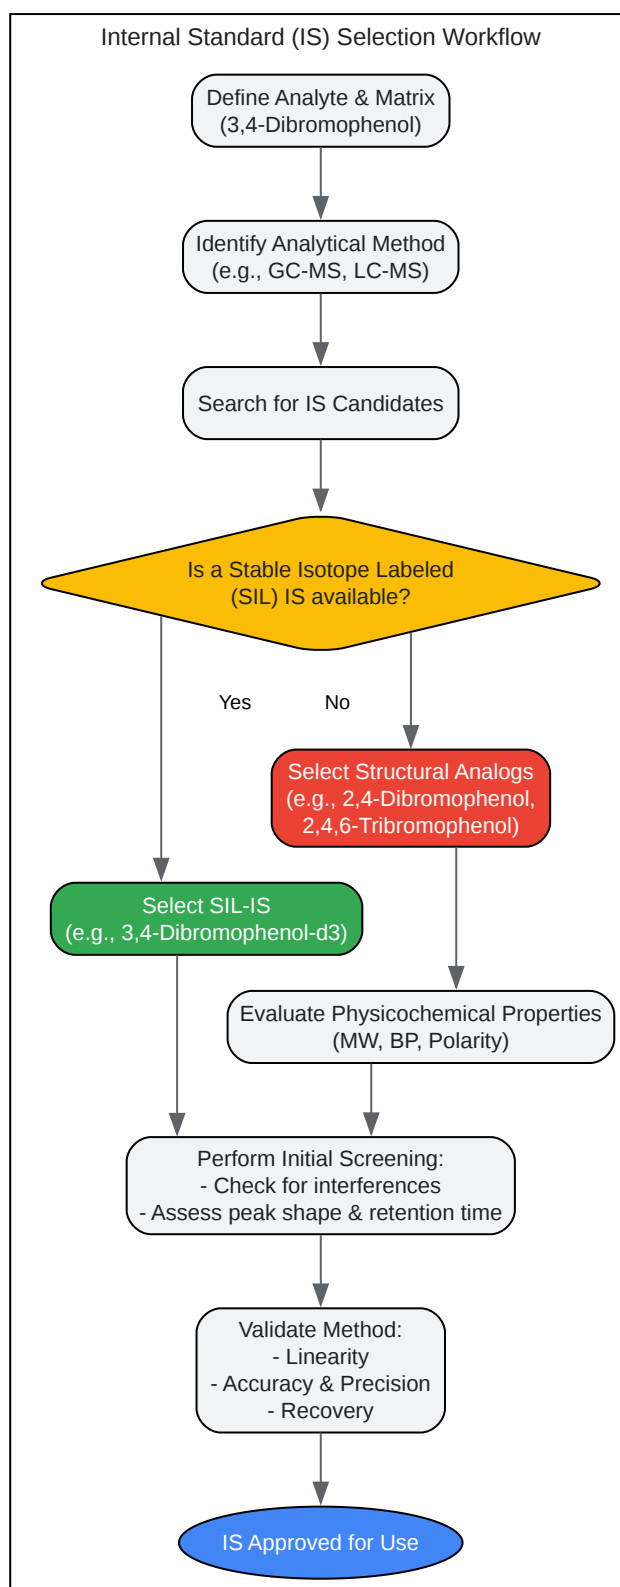 Internal Standard (IS) Selection Workflow
Define Analyte & Matrix
(3,4-Dibromophenol)
Identify Analytical Method
(e.g., GC-MS, LC-MS)
Search for IS Candidates
Is a Stable Isotope Labeled
(SIL) IS available?
Yes
No
Select Structural Analogs
(e.g., 2,4-Dibromophenol,
2,4,6-Tribromophenol)
Select SIL-IS
(e.g., 3,4-Dibromophenol-d3)
Evaluate Physicochemical Properties
(MW, BP, Polarity)
Perform Initial Screening:
- Check for interferences
- Assess peak shape & retention time
Validate Method:
- Linearity
- Accuracy & Precision
- Recovery
IS Approved for Use